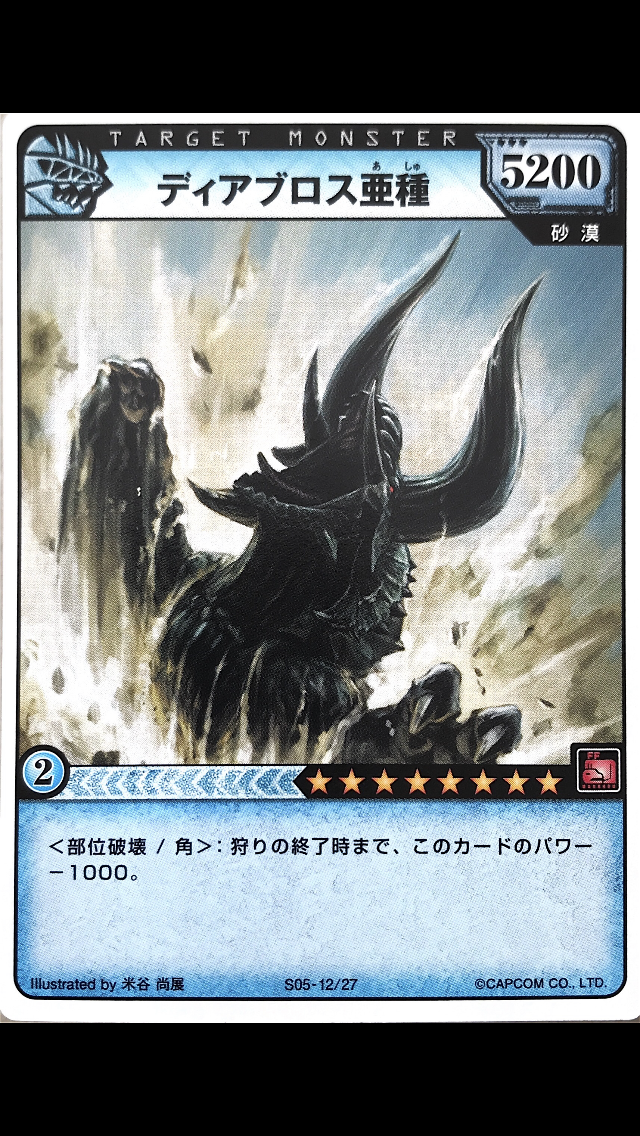 TARGET MONSTER
あしゅ
ディアブロス亜種
5200
砂漠
2
<部位破壊 / 角>:狩りの終了時まで、このカードのパワー
-1000。
Illustrated by 米谷 尚展
S05-12/27
©CAPCOM CO., LTD.